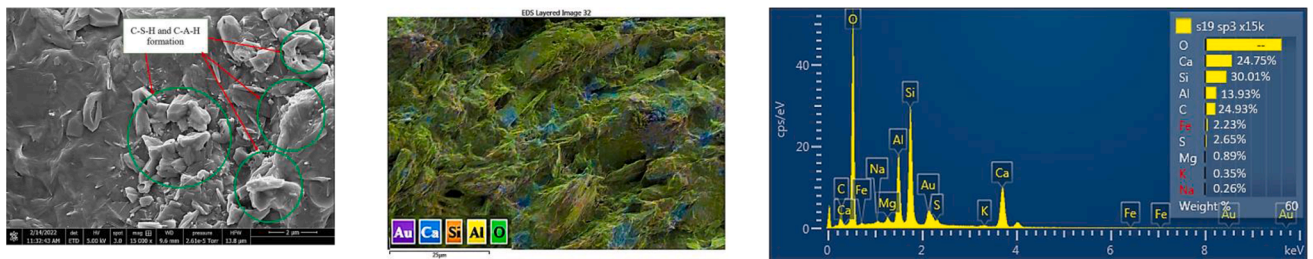 C-S-H and C-A-H
formation
2/14/2022 det HV spot mag WD pressure HFW
11:32:43 AM ETD 5.00 kV 3.0 15 000 x 9.6 mm 2.61e-5 Torr 13.8 µm
2 µm
EDS Layered Image 32
Au Ca Si Al O
25µm
s19 sp3 x15k
O --
Ca 24.75%
Si 30.01%
Al 13.93%
C 24.93%
Fe 2.23%
S 2.65%
Mg 0.89%
K 0.35%
Na 0.26%
Weight % 60
cps/eV
40
20
0
O
Si
Al
Na
Ca
Au
C
Fe
Mg
S
Ca
K
Fe
Fe
Au
Au
0 2 4 6 8 keV